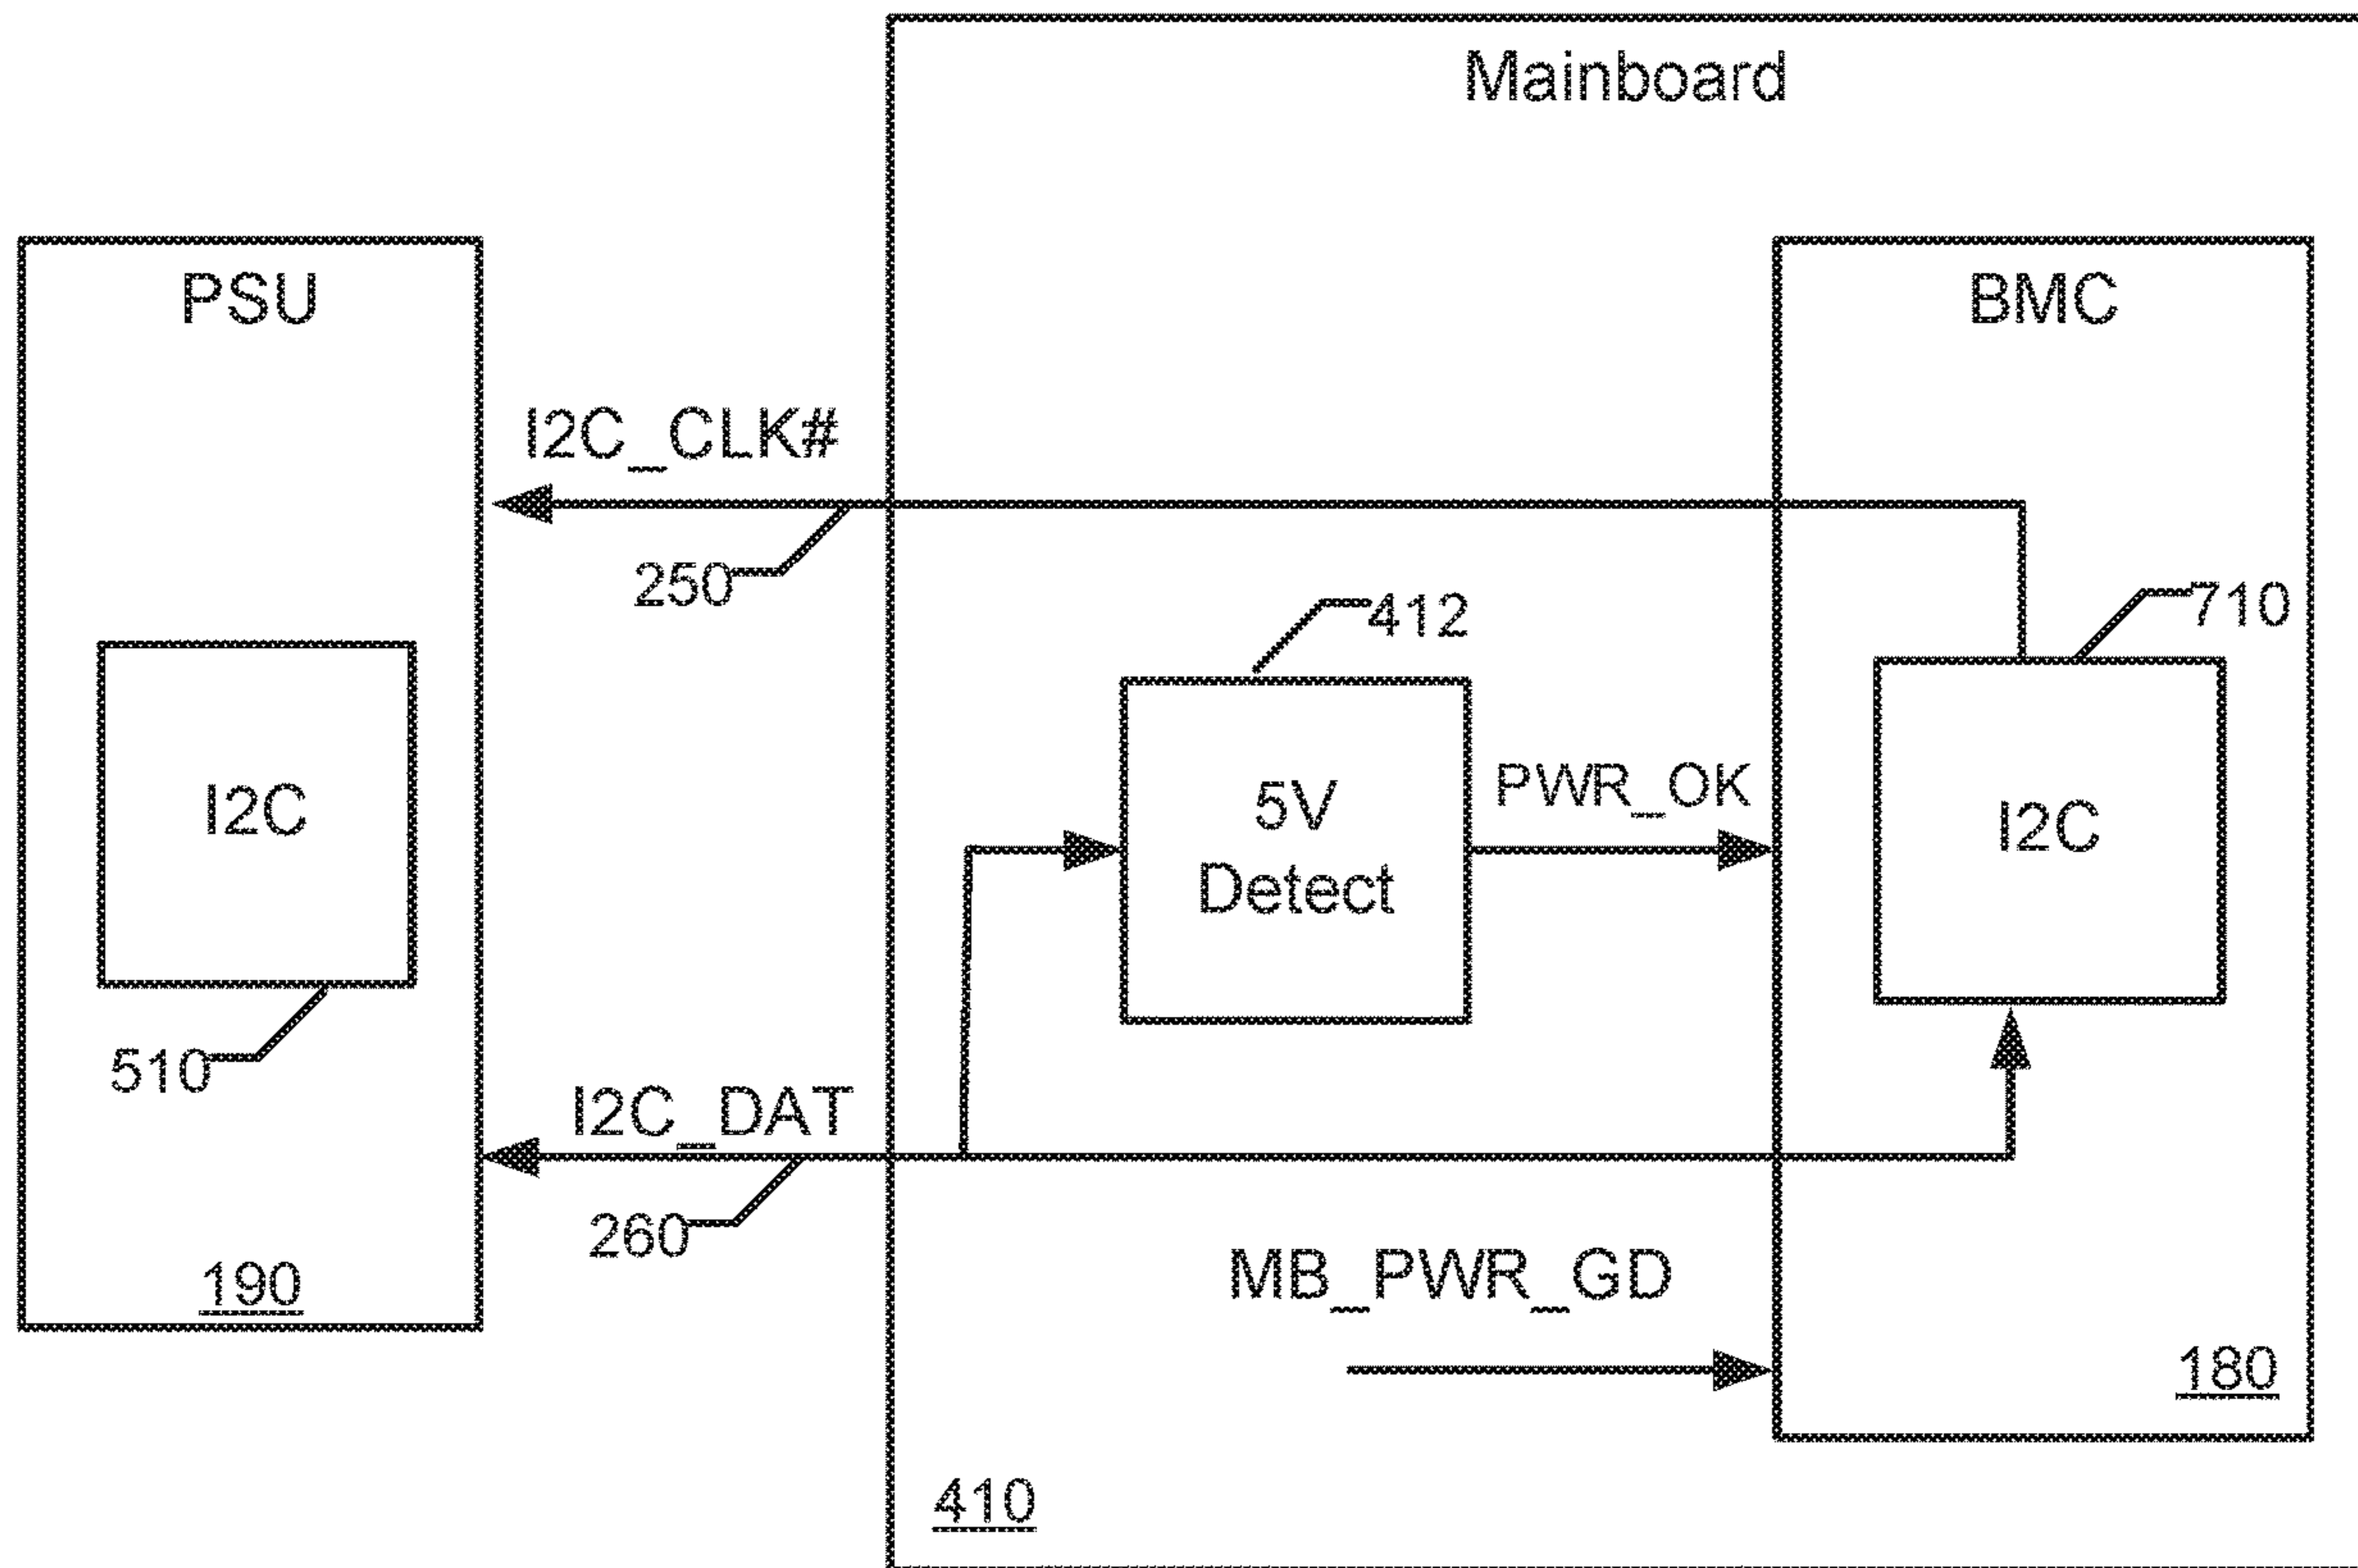 Mainboard
PSU
BMC
I2C_CLK#
250
412
710
I2C
5V
Detect
PWR_OK
I2C
510
I2C_DAT
260
MB_PWR_GD
190
180
410